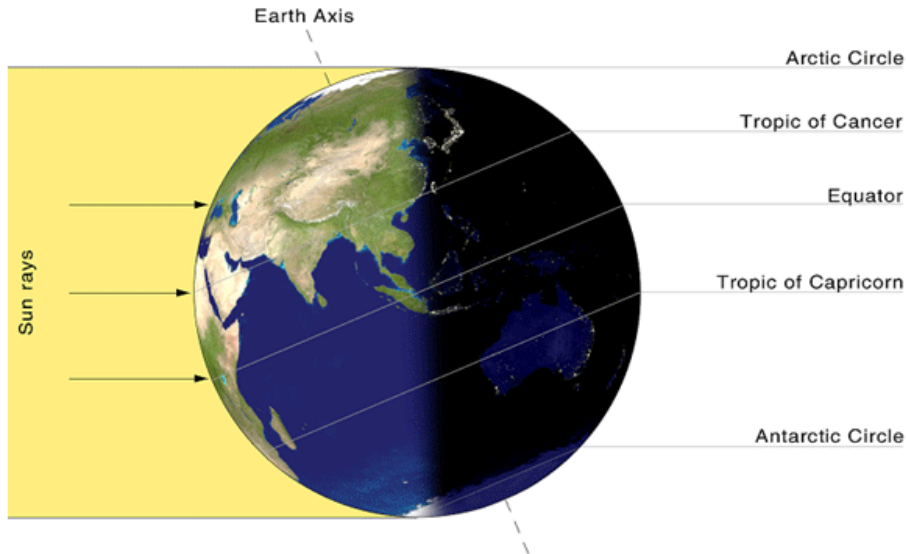 Earth Axis
Arctic Circle
Tropic of Cancer
Equator
Sun rays
Tropic of Capricorn
Antarctic Circle